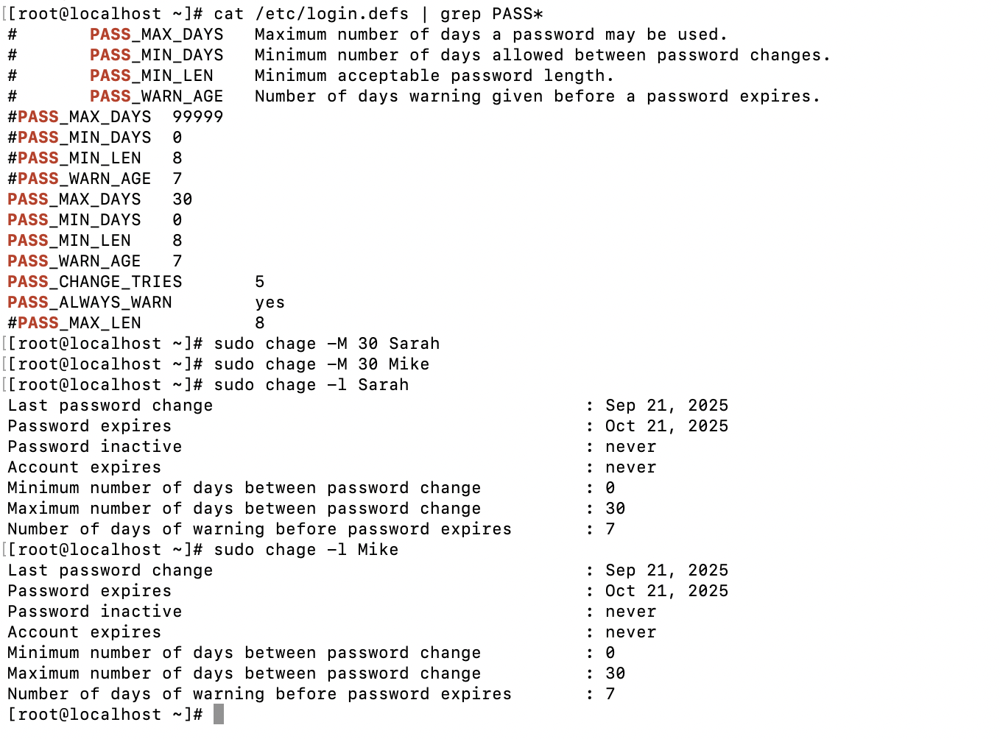 [[root@localhost ~]# cat /etc/login.defs | grep PASS*
#       PASS_MAX_DAYS   Maximum number of days a password may be used.
#       PASS_MIN_DAYS   Minimum number of days allowed between password changes.
#       PASS_MIN_LEN    Minimum acceptable password length.
#       PASS_WARN_AGE   Number of days warning given before a password expires.
#PASS_MAX_DAYS  99999
#PASS_MIN_DAYS  0
#PASS_MIN_LEN   8
#PASS_WARN_AGE  7
PASS_MAX_DAYS   30
PASS_MIN_DAYS   0
PASS_MIN_LEN    8
PASS_WARN_AGE   7
PASS_CHANGE_TRIES       5
PASS_ALWAYS_WARN        yes
#PASS_MAX_LEN           8
[[root@localhost ~]# sudo chage -M 30 Sarah
[[root@localhost ~]# sudo chage -M 30 Mike
[[root@localhost ~]# sudo chage -l Sarah
Last password change                                    : Sep 21, 2025
Password expires                                        : Oct 21, 2025
Password inactive                                       : never
Account expires                                         : never
Minimum number of days between password change          : 0
Maximum number of days between password change          : 30
Number of days of warning before password expires       : 7
[[root@localhost ~]# sudo chage -l Mike
Last password change                                    : Sep 21, 2025
Password expires                                        : Oct 21, 2025
Password inactive                                       : never
Account expires                                         : never
Minimum number of days between password change          : 0
Maximum number of days between password change          : 30
Number of days of warning before password expires       : 7
[root@localhost ~]#